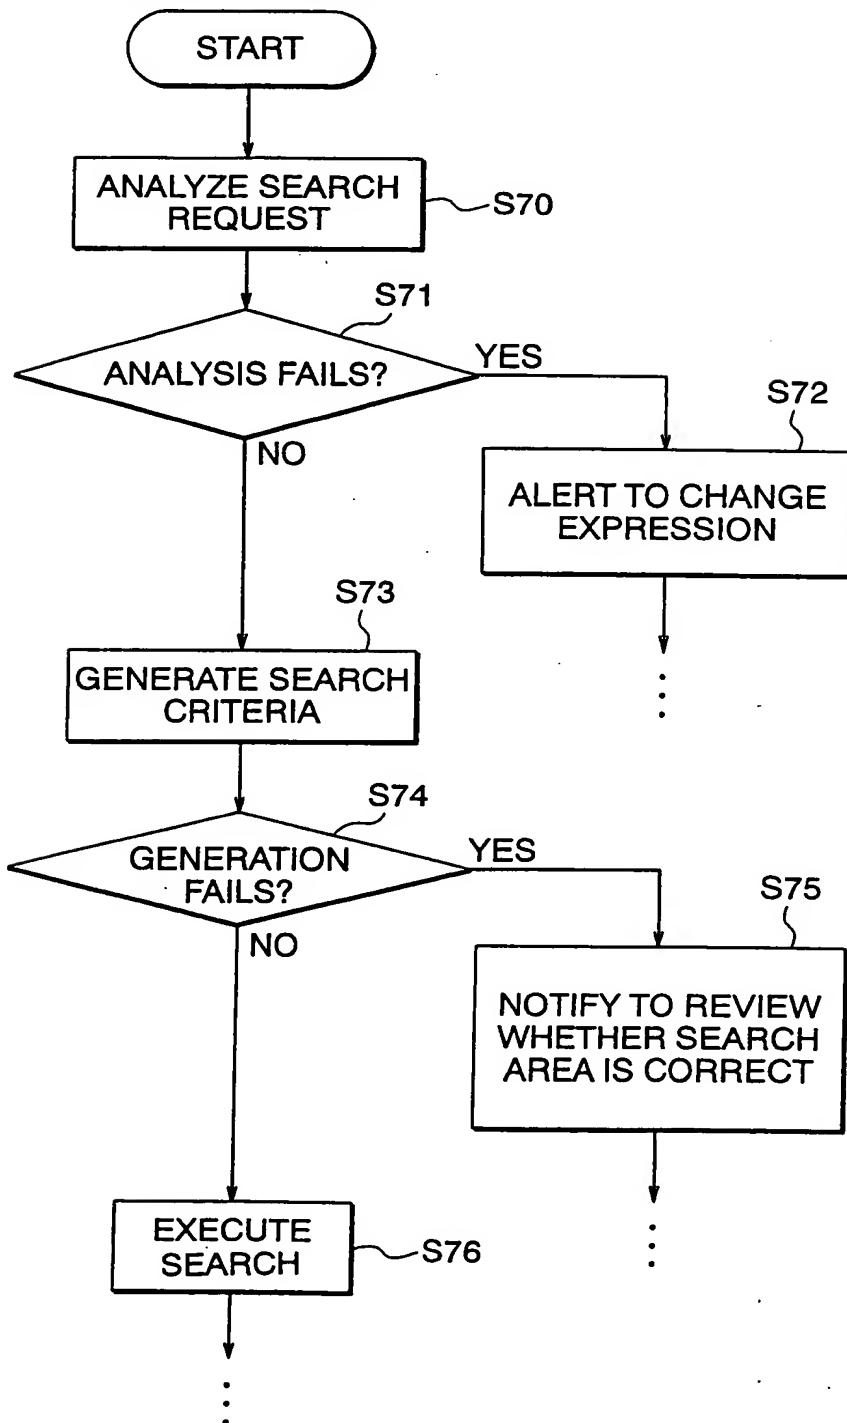 START
ANALYZE SEARCH
REQUEST
S70
S71
ANALYSIS FAILS?
YES
NO
S72
ALERT TO CHANGE
EXPRESSION
S73
GENERATE SEARCH
CRITERIA
S74
GENERATION
FAILS?
YES
NO
S75
NOTIFY TO REVIEW
WHETHER SEARCH
AREA IS CORRECT
EXECUTE
SEARCH
S76